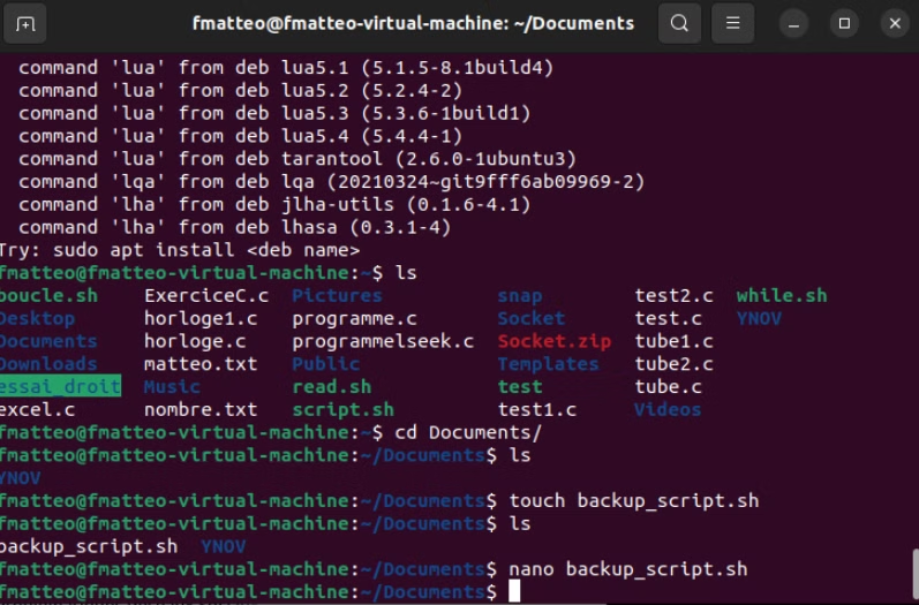 fmatteo@fmatteo-virtual-machine: ~/Documents
command 'lua' from deb lua5.1 (5.1.5-8.1build4)
command 'lua' from deb lua5.2 (5.2.4-2)
command 'lua' from deb lua5.3 (5.3.6-1build1)
command 'lua' from deb lua5.4 (5.4.4-1)
command 'lua' from deb tarantool (2.6.0-1ubuntu3)
command 'lqa' from deb lqa (20210324~git9fff6ab09969-2)
command 'lha' from deb jlha-utils (0.1.6-4.1)
command 'lha' from deb lhasa (0.3.1-4)
Try: sudo apt install <deb name>
fmatteo@fmatteo-virtual-machine:~$ ls
boucle.sh ExerciceC.c Pictures snap test2.c while.sh
Desktop horloge1.c programme.c Socket test.c YNOV
Documents horloge.c programmelseek.c Socket.zip tube1.c
Downloads matteo.txt Public Templates tube2.c
essai_droit Music read.sh test tube.c
excel.c nombre.txt script.sh test1.c Videos
fmatteo@fmatteo-virtual-machine:~$ cd Documents/
fmatteo@fmatteo-virtual-machine:~/Documents$ ls
YNOV
fmatteo@fmatteo-virtual-machine:~/Documents$ touch backup_script.sh
fmatteo@fmatteo-virtual-machine:~/Documents$ ls
backup_script.sh YNOV
fmatteo@fmatteo-virtual-machine:~/Documents$ nano backup_script.sh
fmatteo@fmatteo-virtual-machine:~/Documents$